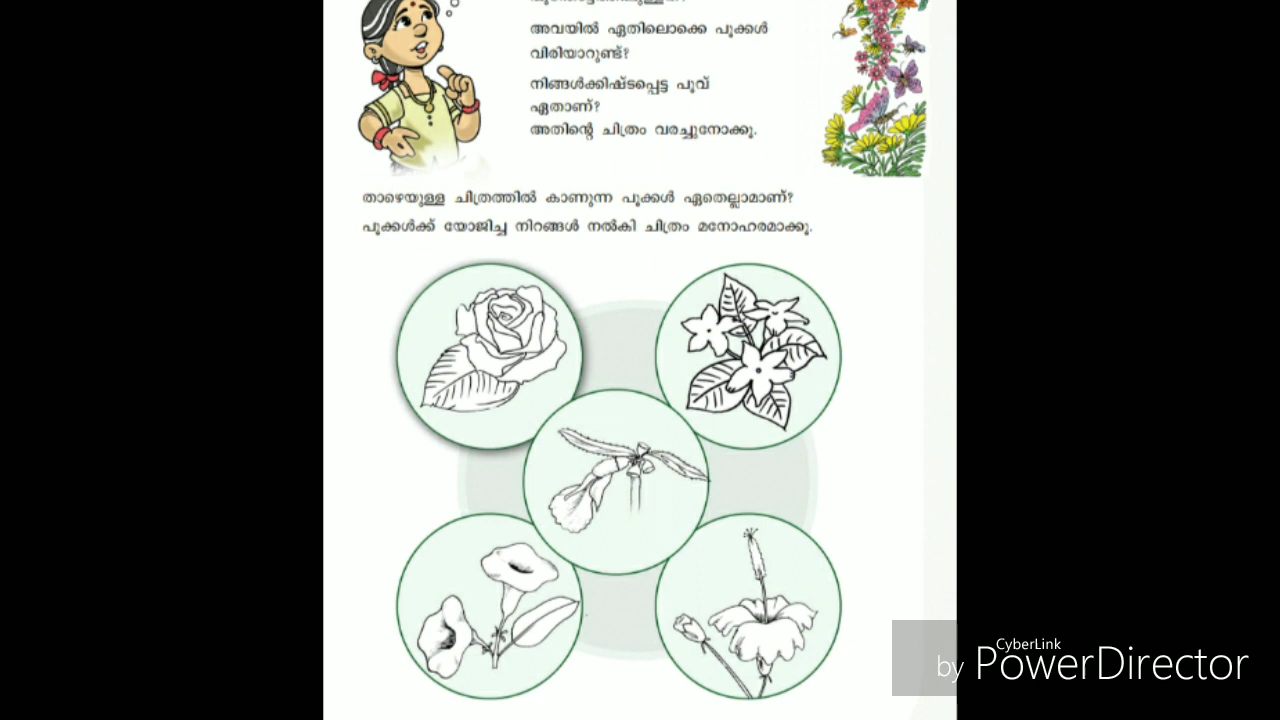 അവയിൽ ഏതിലൊക്കെ പൂക്കൾ
വിരിയാറുണ്ട്?
നിങ്ങൾക്കിഷ്ടപ്പെട്ട പൂവ്
ഏതാണ്?
അതിന്റെ ചിത്രം വരച്ചുനോക്കൂ.
താഴെയുള്ള ചിത്രത്തിൽ കാണുന്ന പൂക്കൾ ഏതെല്ലാമാണ്?
പൂക്കൾക്ക് യോജിച്ച നിറങ്ങൾ നൽകി ചിത്രം മനോഹരമാക്കൂ.
CyberLink
by PowerDirector